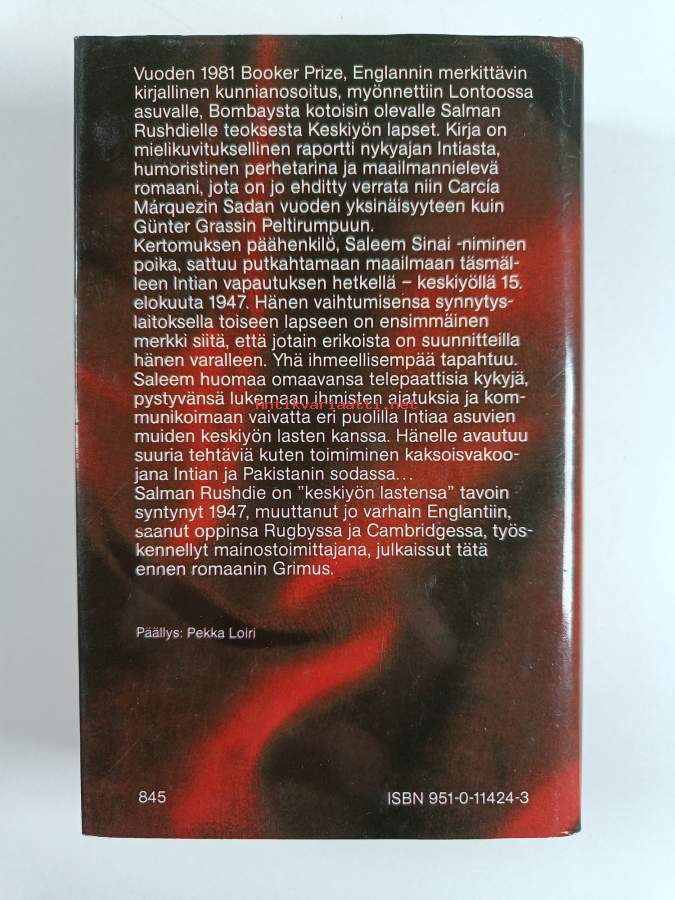 Vuoden 1981 Booker Prize, Englannin merkittävin
kirjallinen kunnianosoitus, myönnettiin Lontoossa
asuvalle, Bombaysta kotoisin olevalle Salman
Rushdielle teoksesta Keskiyön lapset. Kirja on
mielikuvituksellinen raportti nykyajan Intiasta,
humoristinen perhetarina ja maailmannielevä
romaani, jota on jo ehditty verrata niin Carcía
Márquezin Sadan vuoden yksinäisyyteen kuin
Günter Grassin Peltirumpuun.
Kertomuksen päähenkilö, Saleem Sinai -niminen
poika, sattuu putkahtamaan maailmaan täsmäl-
leen Intian vapautuksen hetkellä – keskiyöllä 15.
elokuuta 1947. Hänen vaihtumisensa synnytys-
laitoksella toiseen lapseen on ensimmäinen
merkki siitä, että jotain erikoista on suunnitteilla
hänen varalleen. Yhä ihmeellisempää tapahtuu.
Saleem huomaa omaavansa telepaattisia kykyjä,
pystyvänsä lukemaan ihmisten ajatuksia ja kom-
Antikvariaatti.net
munikoimaan vaivatta eri puolilla Intiaa asuvien
muiden keskiyön lasten kanssa. Hänelle avautuu
suuria tehtäviä kuten toimiminen kaksoisvakoo-
jana Intian ja Pakistanin sodassa...
Salman Rushdie on "keskiyön lastensa" tavoin
syntynyt 1947, muuttanut jo varhain Englantiin,
saanut oppinsa Rugbyssa ja Cambridgessa, työs-
kennellyt mainostoimittajana, julkaissut tätä
ennen romaanin Grimus.
Päällys: Pekka Loiri
845
ISBN 951-0-11424-3